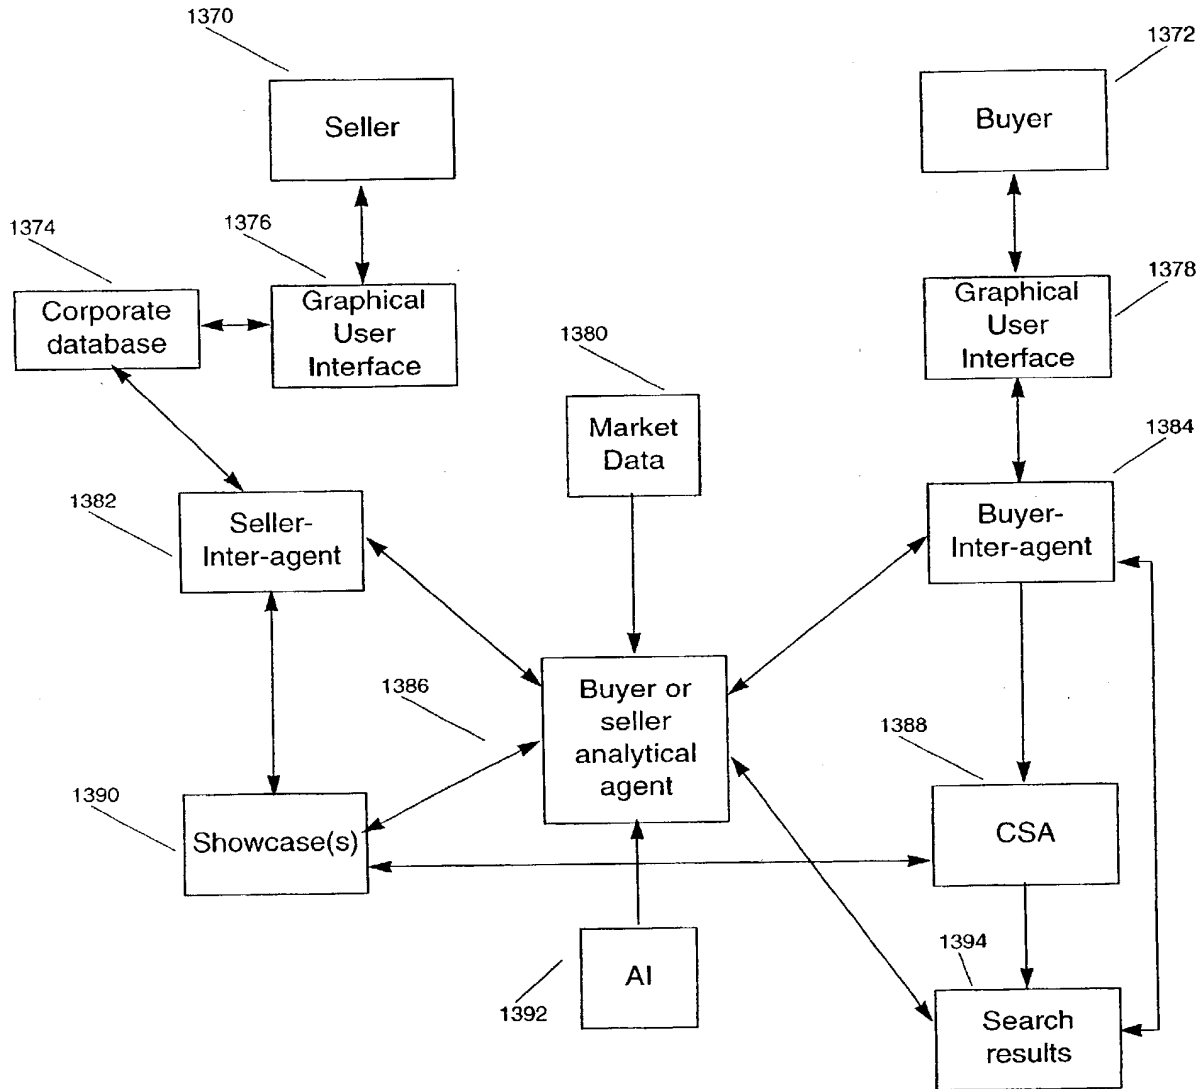 1370
1372
Seller
Buyer
1374
1376
1378
Corporate
database
Graphical
User
Interface
Graphical
User
Interface
1380
Market
Data
1384
1382
Seller-
Inter-agent
Buyer-
Inter-agent
1386
Buyer or
seller
analytical
agent
1388
1390
Showcase(s)
CSA
1392
AI
1394
Search
results